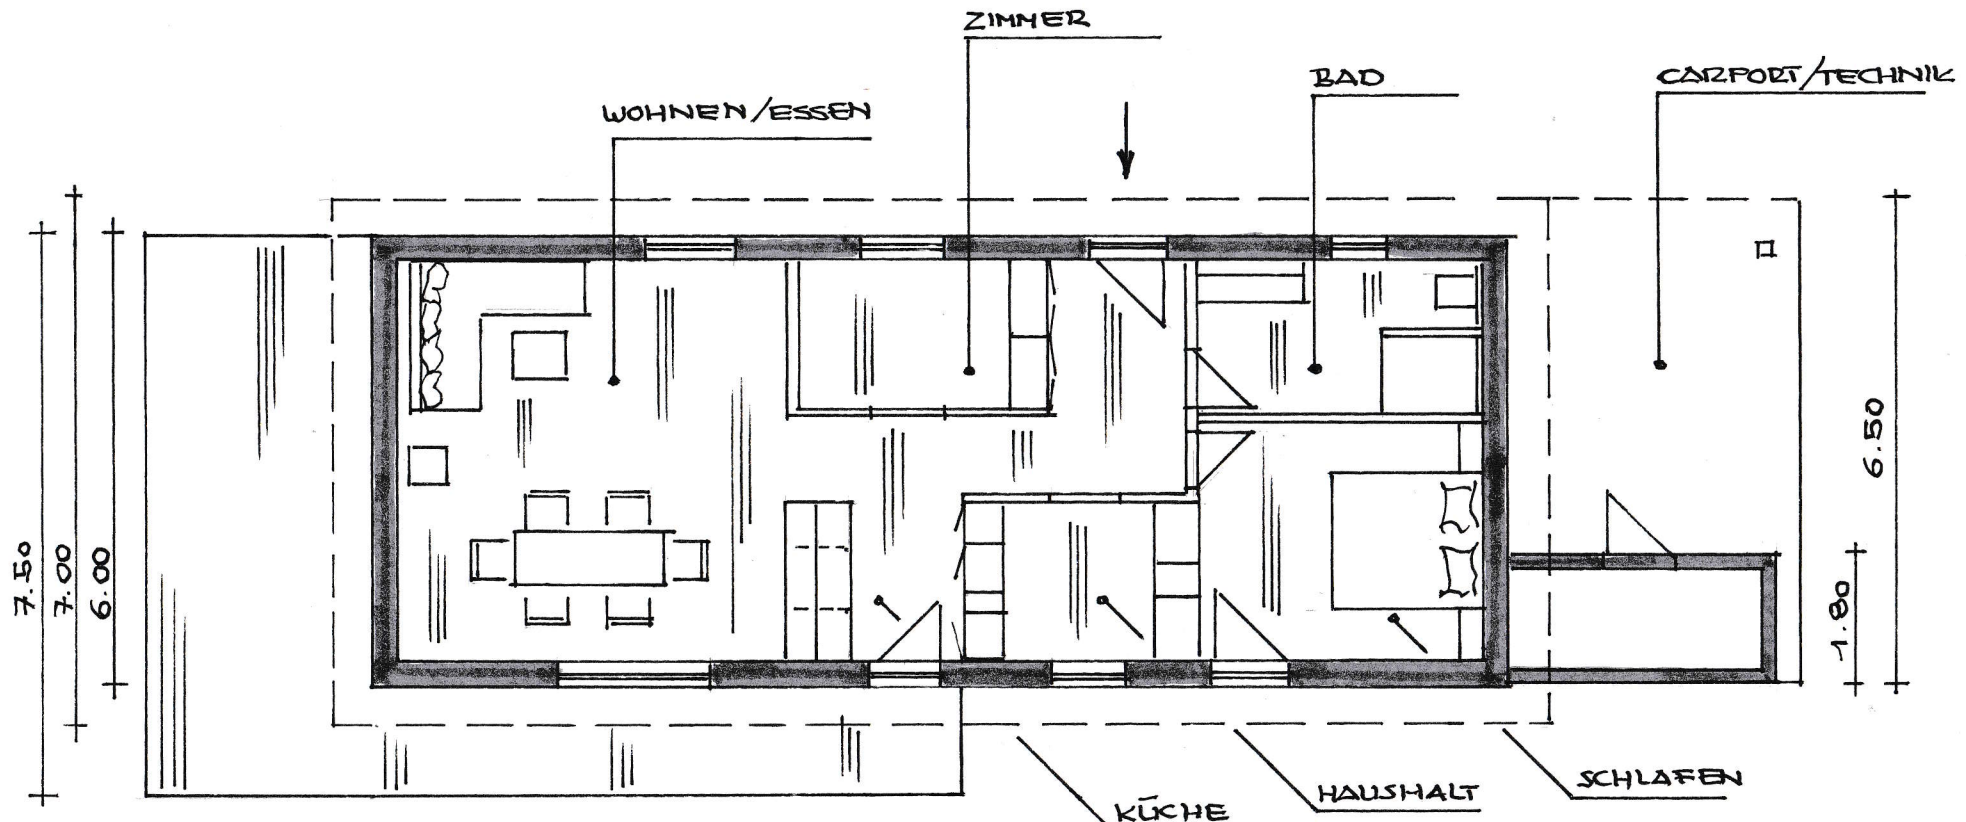 ZIMMER
BAD
CARPORT/TECHNIK
WOHNEN/ESSEN
7.50
7.00
6.00
6.50
1.80
KÜCHE
HAUSHALT
SCHLAFEN